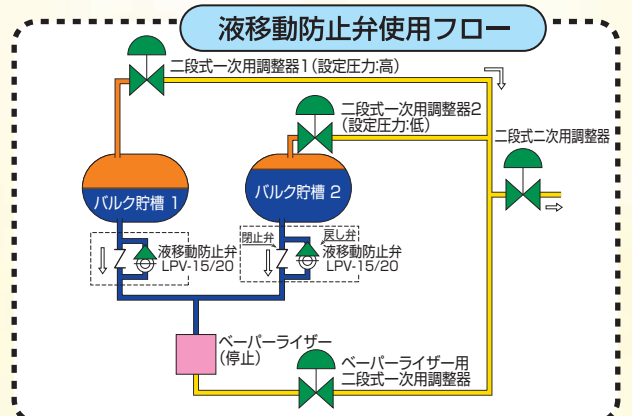 液移動防止弁使用フロー
二段式一次用調整器1(設定圧力:高)
二段式一次用調整器2
(設定圧力:低)
二段式二次用調整器
バルク貯槽 1
バルク貯槽 2
閉止弁
戻し弁
液移動防止弁
LPV-15/20
液移動防止弁
LPV-15/20
ベーパーライザー
(停止)
ベーパーライザー用
二段式一次用調整器